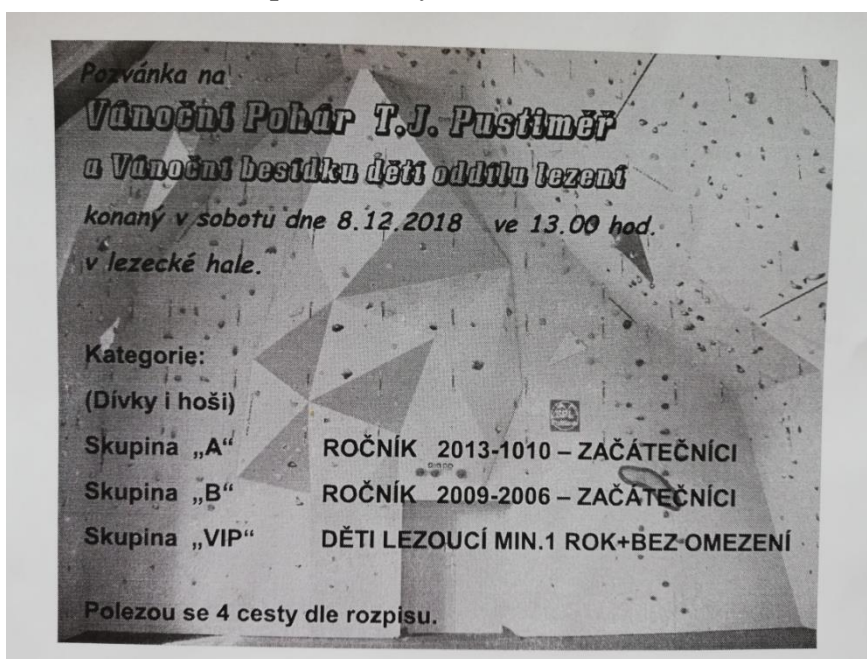 Pozvánka na
Vánoční Pohár T.J. Pustiměř
a Vánoční besídku dětí oddílu lezení
konaný v sobotu dne 8.12.2018 ve 13.00 hod.
v lezecké hale.
Kategorie:
(Dívky i hoši)
Skupina „A“ ROČNÍK 2013-1010 – ZAČÁTEČNÍCI
Skupina „B“ ROČNÍK 2009-2006 – ZAČÁTEČNÍCI
Skupina „VIP“ DĚTI LEZOUCÍ MIN.1 ROK+BEZ OMEZENÍ
Polezou se 4 cesty dle rozpisu.